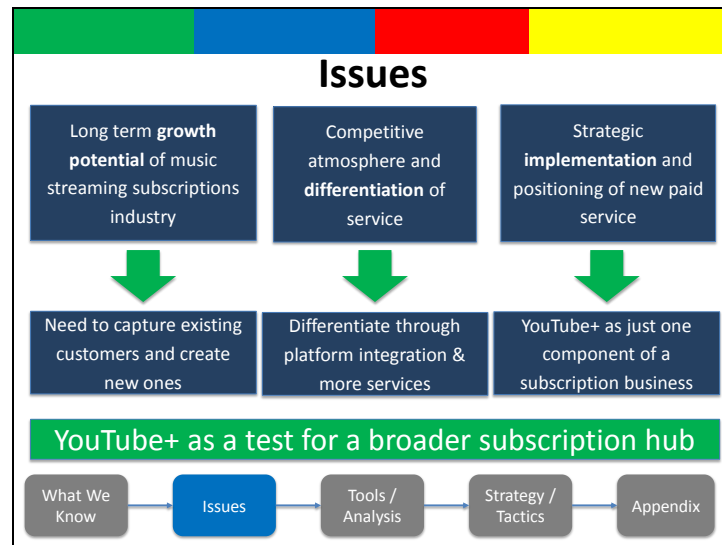 Issues
Long term growth
potential of music
streaming subscriptions
industry
Competitive
atmosphere and
differentiation of
service
Strategic
implementation and
positioning of new paid
service
Need to capture existing
customers and create
new ones
Differentiate through
platform integration &
more services
YouTube+ as just one
component of a
subscription business
YouTube+ as a test for a broader subscription hub
What We
Know
Issues
Tools /
Analysis
Strategy /
Tactics
Appendix